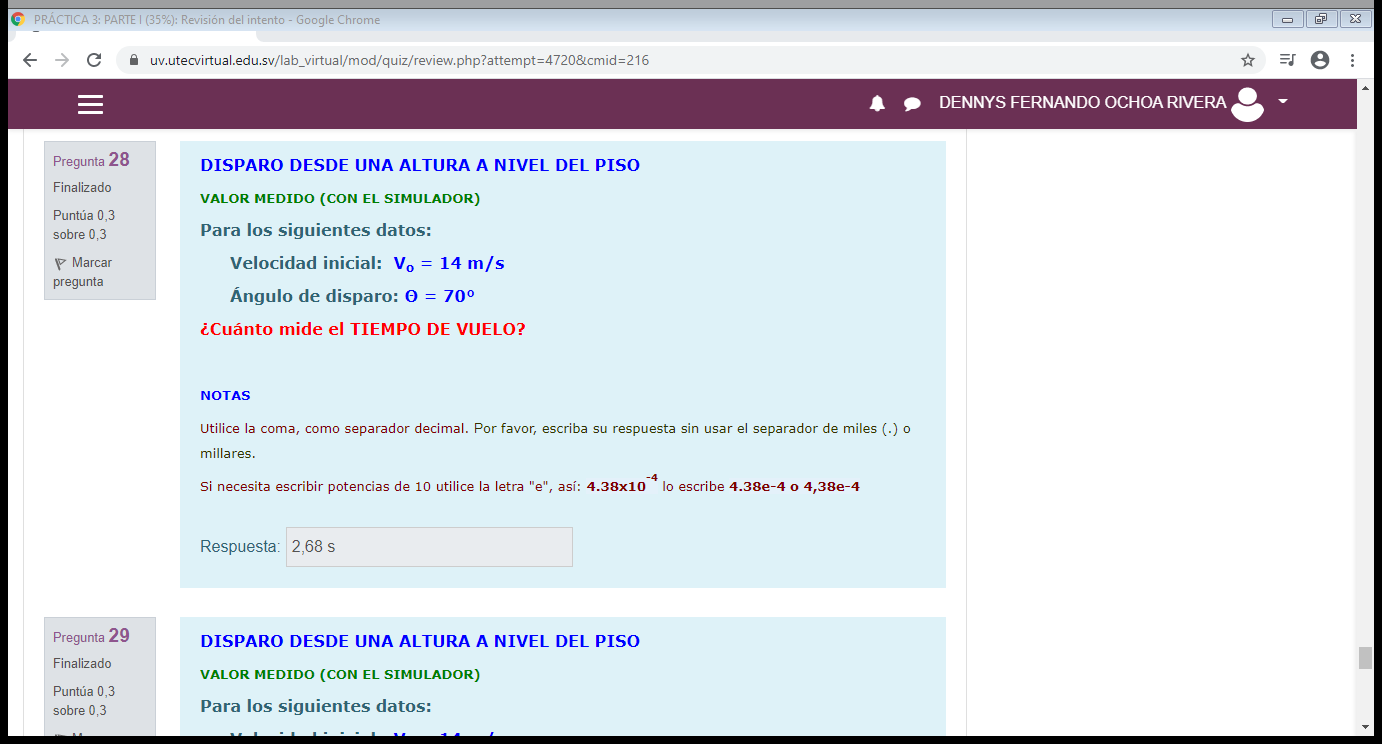 PRÁCTICA 3: PARTE I (35%): Revisión del intento - Google Chrome
uv.utecvirtual.edu.sv/lab_virtual/mod/quiz/review.php?attempt=4720&cmid=216
DENNYS FERNANDO OCHOA RIVERA
Pregunta 28
Finalizado
Puntúa 0,3
sobre 0,3
Marcar
pregunta
DISPARO DESDE UNA ALTURA A NIVEL DEL PISO
VALOR MEDIDO (CON EL SIMULADOR)
Para los siguientes datos:
Velocidad inicial: Vo = 14 m/s
Ángulo de disparo: Θ = 70º
¿Cuánto mide el TIEMPO DE VUELO?
NOTAS
Utilice la coma, como separador decimal. Por favor, escriba su respuesta sin usar el separador de miles (.) o
millares.
Si necesita escribir potencias de 10 utilice la letra "e", así: 4.38x10-4 lo escribe 4.38e-4 o 4,38e-4
Respuesta: 2,68 s
Pregunta 29
Finalizado
Puntúa 0,3
sobre 0,3
DISPARO DESDE UNA ALTURA A NIVEL DEL PISO
VALOR MEDIDO (CON EL SIMULADOR)
Para los siguientes datos: